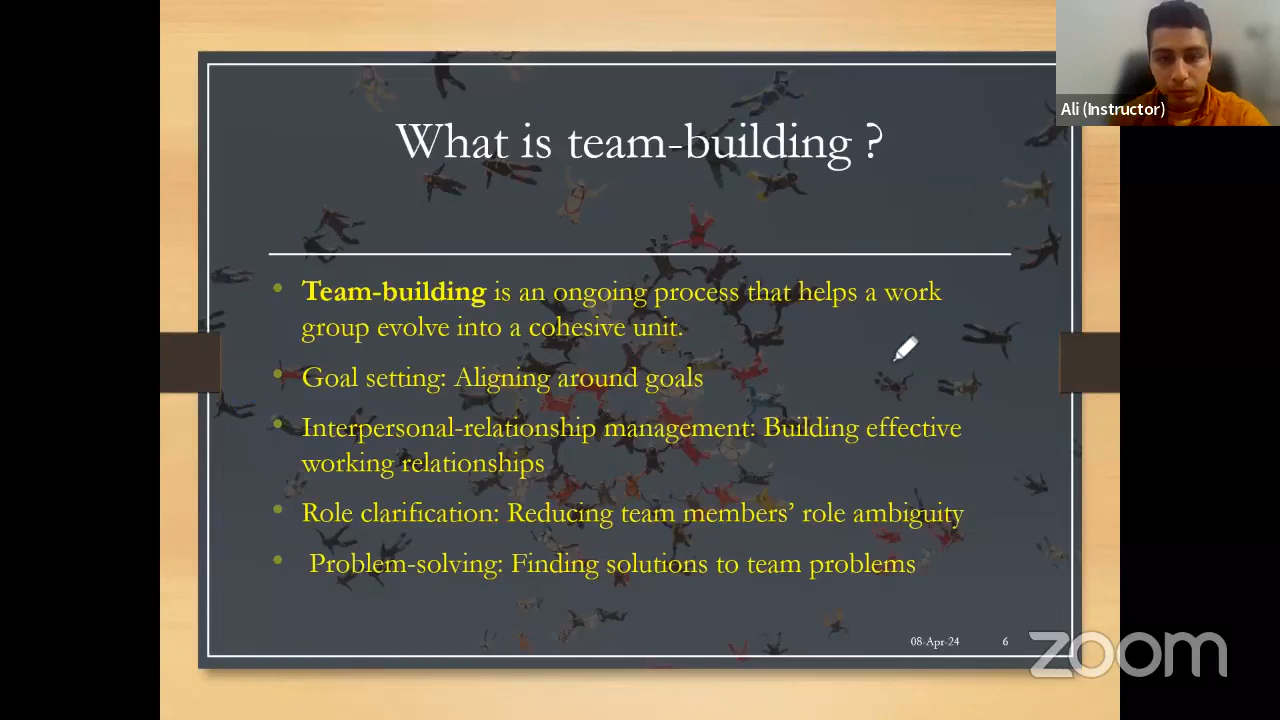 Ali (Instructor)
What is team-building ?
• Team-building is an ongoing process that helps a work
group evolve into a cohesive unit.
• Goal setting: Aligning around goals
• Interpersonal-relationship management: Building effective
working relationships
• Role clarification: Reducing team members’ role ambiguity
• Problem-solving: Finding solutions to team problems
08-Apr-24 6
zoom